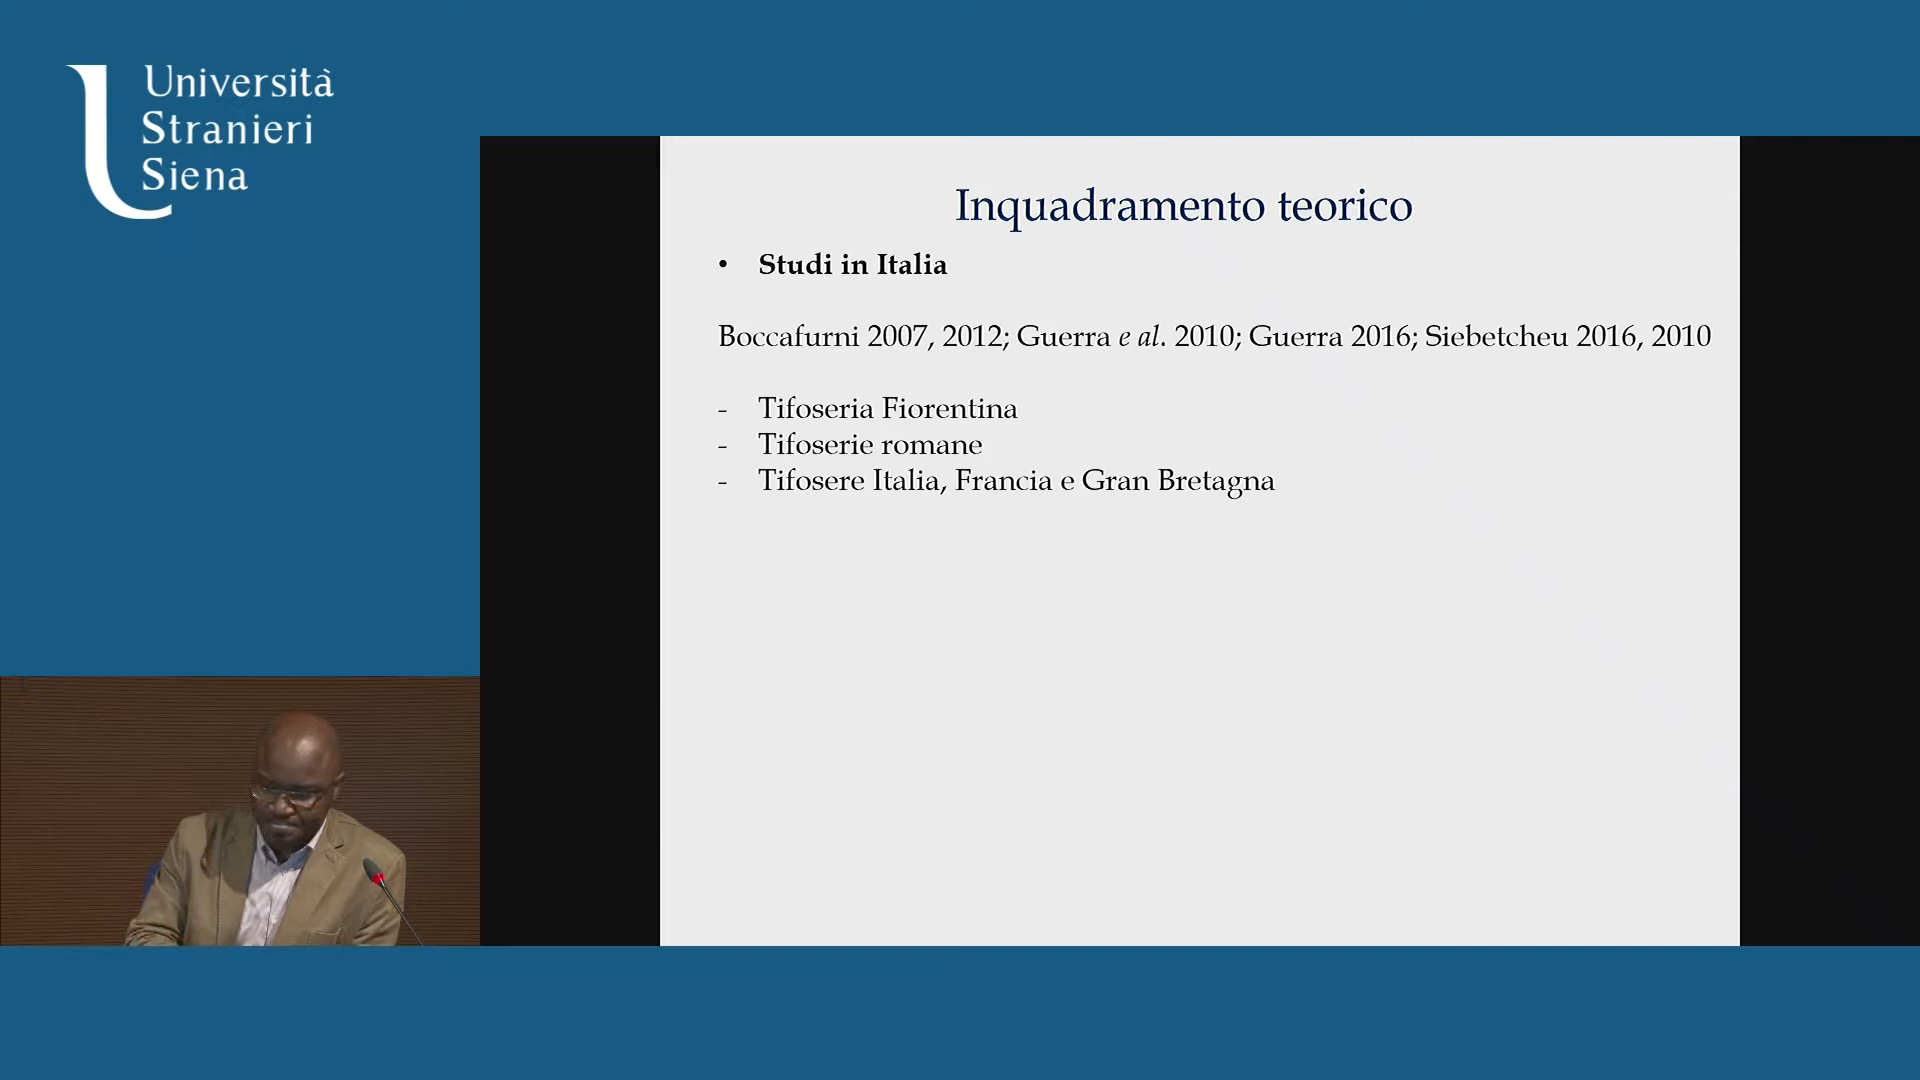 Università
Stranieri
Siena
Inquadramento teorico
• Studi in Italia
Boccafurni 2007, 2012; Guerra e al. 2010; Guerra 2016; Siebetcheu 2016, 2010
- Tifoseria Fiorentina
- Tifoserie romane
- Tifosere Italia, Francia e Gran Bretagna